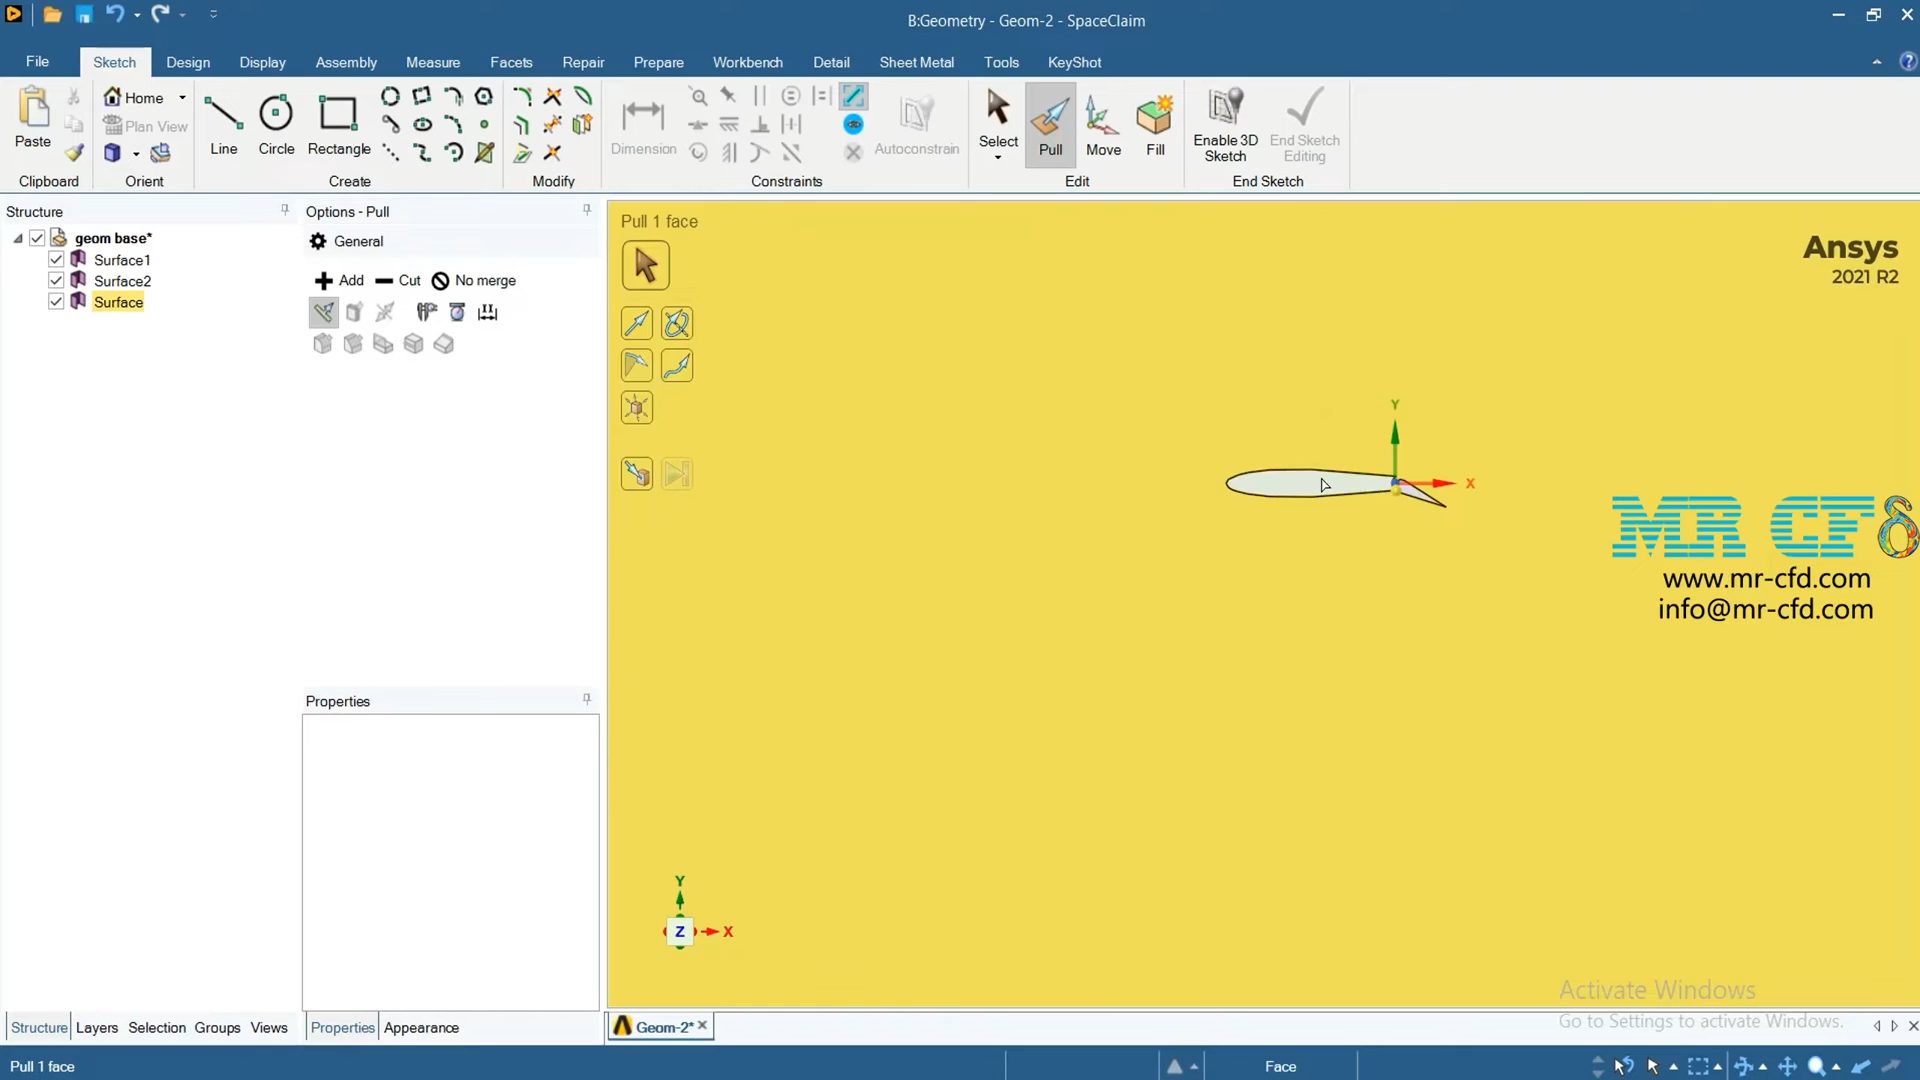 B:Geometry - Geom-2 - SpaceClaim
File Sketch Design Display Assembly Measure Facets Repair Prepare Workbench Detail Sheet Metal Tools KeyShot
Paste
Home
Plan View
Line Circle Rectangle
Dimension
Autoconstrain
Select Pull Move Fill
Enable 3D Sketch
End Sketch Editing
Clipboard Orient Create Modify Constraints Edit End Sketch
Structure
geom base*
Surface1
Surface2
Surface
Options - Pull
General
Add Cut No merge
Properties
Pull 1 face
Ansys
2021 R2
Y
X
MR CFδ
www.mr-cfd.com
info@mr-cfd.com
Y
Z X
Activate Windows
Go to Settings to activate Windows.
Structure Layers Selection Groups Views
Properties Appearance
Geom-2*
Pull 1 face
Face